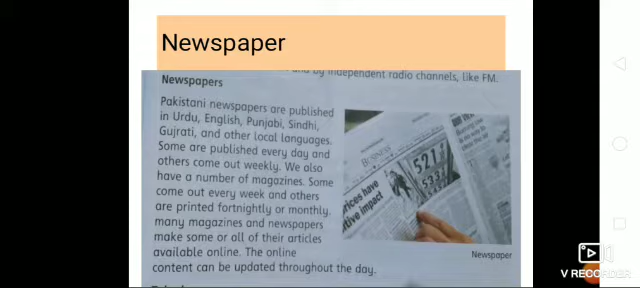 Newspaper
and by independent radio channels, like FM.
Newspapers
Pakistani newspapers are published
in Urdu, English, Punjabi, Sindhi,
Gujrati, and other local languages.
Some are published every day and
others come out weekly. We also
have a number of magazines. Some
come out every week and others
are printed fortnightly or monthly.
many magazines and newspapers
make some or all of their articles
available online. The online
content can be updated throughout the day.
BUSINESS
rices have
itive impact
521
533
Newspaper
V RECORDER